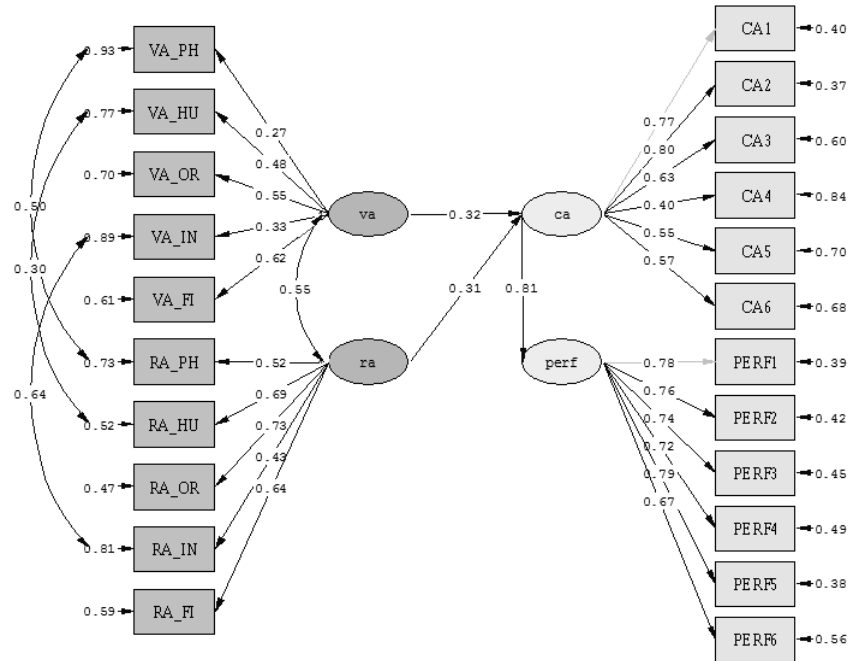 0.93 VA_PH
0.77 VA_HU
0.70 VA_OR
0.89 VA_IN
0.61 VA_FI
0.73 RA_PH
0.52 RA_HU
0.47 RA_OR
0.81 RA_IN
0.59 RA_FI
0.50
0.30
0.64
0.27
0.48
0.55
0.33
0.62
va
0.55
ra
0.52
0.69
0.73
0.43
0.64
0.32
0.31
ca
0.81
perf
0.77
0.80
0.63
0.40
0.55
0.57
0.78
0.76
0.74
0.72
0.79
0.67
CA1 0.40
CA2 0.37
CA3 0.60
CA4 0.84
CA5 0.70
CA6 0.68
PERF1 0.39
PERF2 0.42
PERF3 0.45
PERF4 0.49
PERF5 0.38
PERF6 0.56